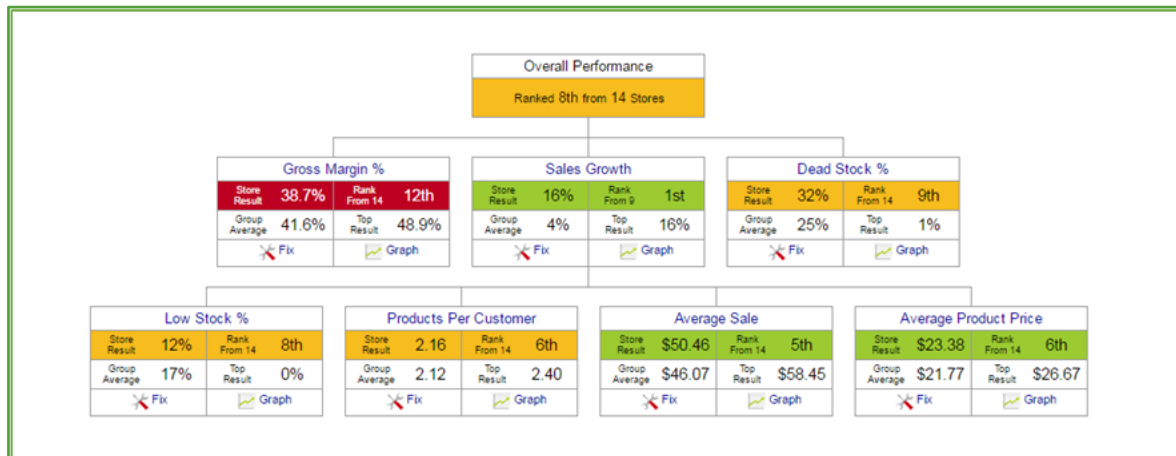 Overall Performance
Ranked 8th from 14 Stores
Gross Margin %
Store Result 38.7% Rank From 14 12th
Group Average 41.6% Top Result 48.9%
Fix Graph
Sales Growth
Store Result 16% Rank From 9 1st
Group Average 4% Top Result 16%
Fix Graph
Dead Stock %
Store Result 32% Rank From 14 9th
Group Average 25% Top Result 1%
Fix Graph
Low Stock %
Store Result 12% Rank From 14 8th
Group Average 17% Top Result 0%
Fix Graph
Products Per Customer
Store Result 2.16 Rank From 14 6th
Group Average 2.12 Top Result 2.40
Fix Graph
Average Sale
Store Result $50.46 Rank From 14 5th
Group Average $46.07 Top Result $58.45
Fix Graph
Average Product Price
Store Result $23.38 Rank From 14 6th
Group Average $21.77 Top Result $26.67
Fix Graph